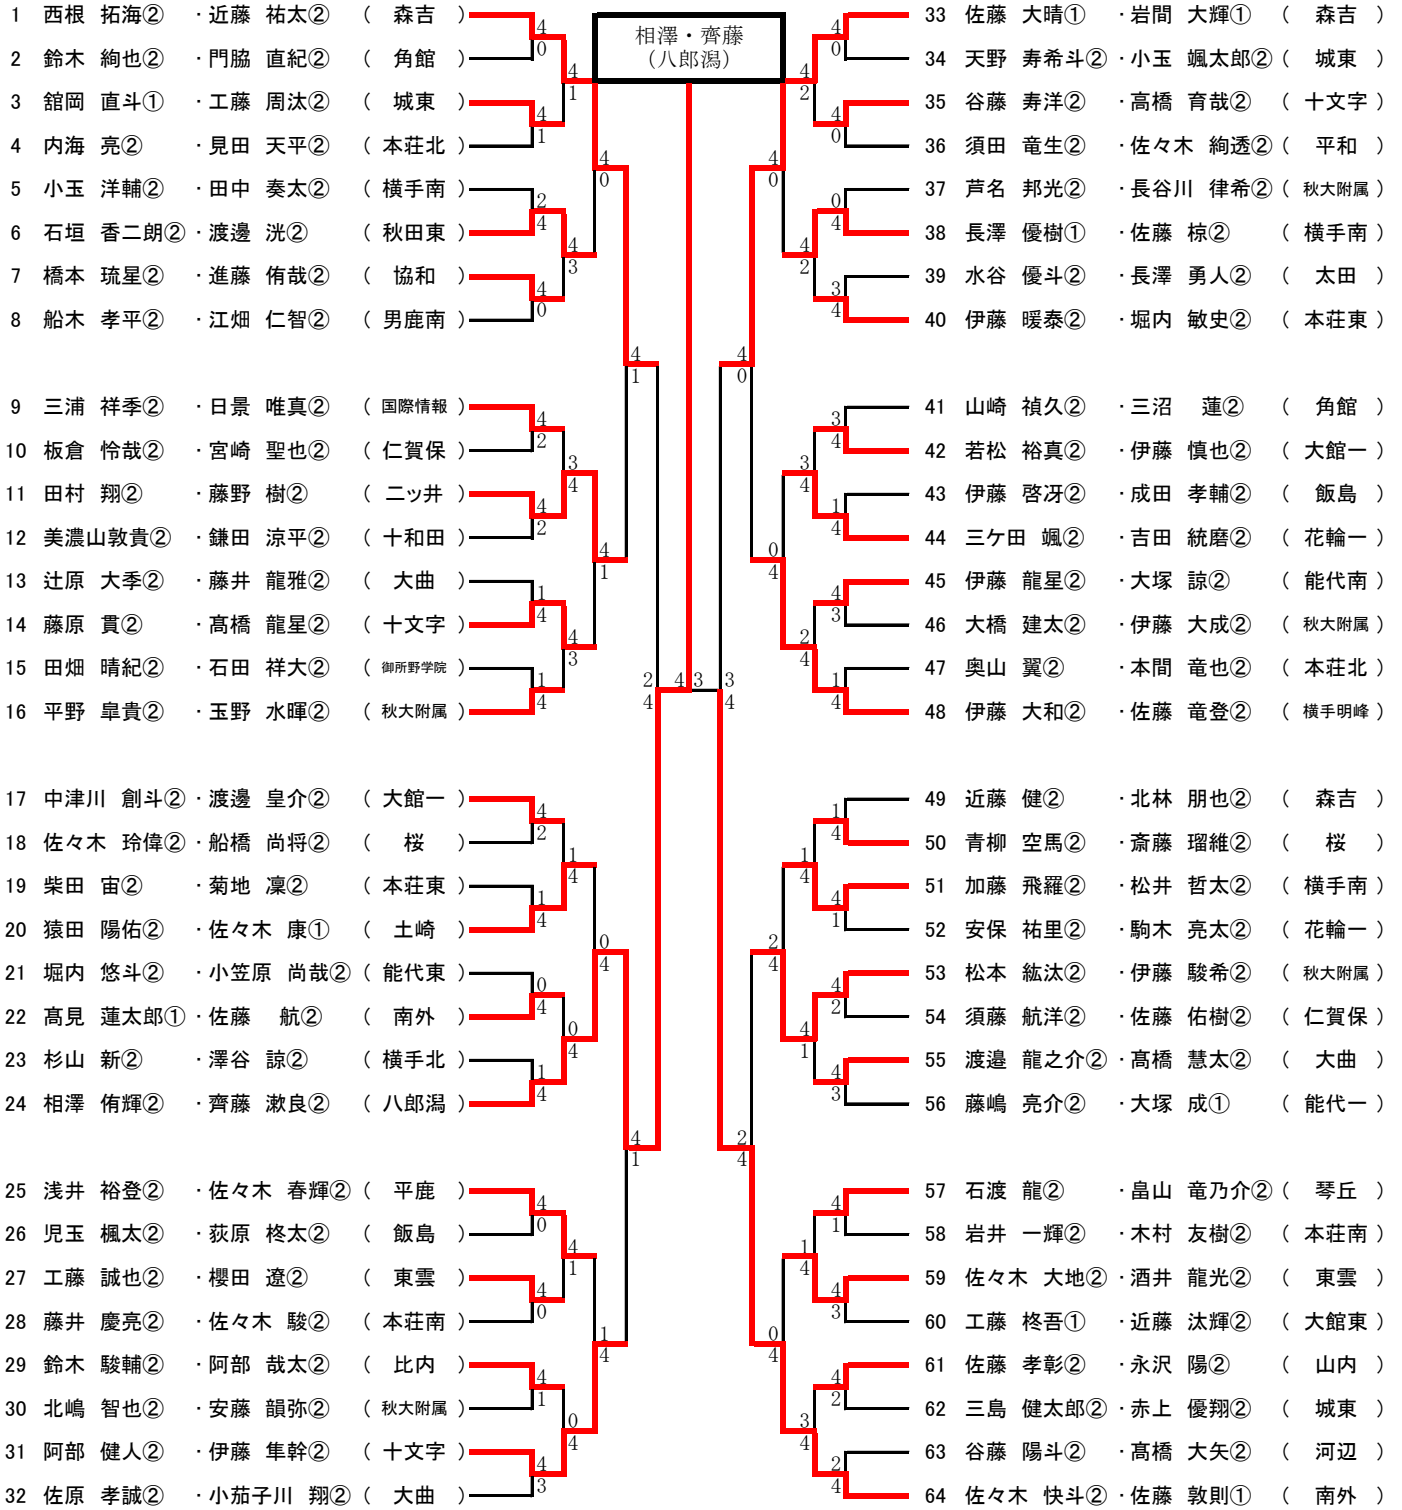 相澤・齊藤
(八郎潟)
1 西根 拓海② ・近藤 祐太② ( 森吉 )
2 鈴木 絢也② ・門脇 直紀② ( 角館 )
3 舘岡 直斗① ・工藤 周汰② ( 城東 )
4 内海 亮② ・見田 天平② ( 本荘北 )
5 小玉 洋輔② ・田中 奏太② ( 横手南 )
6 石垣 香二朗② ・渡邊 洸② ( 秋田東 )
7 橋本 琉星② ・進藤 侑哉② ( 協和 )
8 船木 孝平② ・江畑 仁智② ( 男鹿南 )
9 三浦 祥季② ・日景 唯真② ( 国際情報 )
10 板倉 怜哉② ・宮崎 聖也② ( 仁賀保 )
11 田村 翔② ・藤野 樹② ( 二ッ井 )
12 美濃山敦貴② ・鎌田 涼平② ( 十和田 )
13 辻原 大季② ・藤井 龍雅② ( 大曲 )
14 藤原 貫② ・髙橋 龍星② ( 十文字 )
15 田畑 晴紀② ・石田 祥大② ( 御所野学院 )
16 平野 皐貴② ・玉野 水暉② ( 秋大附属 )
17 中津川 創斗② ・渡邊 皇介② ( 大館一 )
18 佐々木 玲偉② ・船橋 尚将② ( 桜 )
19 柴田 宙② ・菊地 凜② ( 本荘東 )
20 猿田 陽佑② ・佐々木 康① ( 土崎 )
21 堀内 悠斗② ・小笠原 尚哉② ( 能代東 )
22 髙見 蓮太郎① ・佐藤 航② ( 南外 )
23 杉山 新② ・澤谷 諒② ( 横手北 )
24 相澤 侑輝② ・齊藤 漱良② ( 八郎潟 )
25 浅井 裕登② ・佐々木 春輝② ( 平鹿 )
26 児玉 楓太② ・荻原 柊太② ( 飯島 )
27 工藤 誠也② ・櫻田 遼② ( 東雲 )
28 藤井 慶亮② ・佐々木 駿② ( 本荘南 )
29 鈴木 駿輔② ・阿部 哉太② ( 比内 )
30 北嶋 智也② ・安藤 韻弥② ( 秋大附属 )
31 阿部 健人② ・伊藤 隼幹② ( 十文字 )
32 佐原 孝誠② ・小茄子川 翔② ( 大曲 )
33 佐藤 大晴① ・岩間 大輝① ( 森吉 )
34 天野 寿希斗② ・小玉 颯太郎② ( 城東 )
35 谷藤 寿洋② ・高橋 育哉② ( 十文字 )
36 須田 竜生② ・佐々木 絢透② ( 平和 )
37 芦名 邦光② ・長谷川 律希② ( 秋大附属 )
38 長澤 優樹① ・佐藤 椋② ( 横手南 )
39 水谷 優斗② ・長澤 勇人② ( 太田 )
40 伊藤 暖泰② ・堀内 敏史② ( 本荘東 )
41 山崎 禎久② ・三沼 蓮② ( 角館 )
42 若松 裕真② ・伊藤 慎也② ( 大館一 )
43 伊藤 啓冴② ・成田 孝輔② ( 飯島 )
44 三ケ田 颯② ・吉田 統磨② ( 花輪一 )
45 伊藤 龍星② ・大塚 諒② ( 能代南 )
46 大橋 建太② ・伊藤 大成② ( 秋大附属 )
47 奥山 翼② ・本間 竜也② ( 本荘北 )
48 伊藤 大和② ・佐藤 竜登② ( 横手明峰 )
49 近藤 健② ・北林 朋也② ( 森吉 )
50 青柳 空馬② ・斎藤 瑠維② ( 桜 )
51 加藤 飛羅② ・松井 哲太② ( 横手南 )
52 安保 祐里② ・駒木 亮太② ( 花輪一 )
53 松本 紘汰② ・伊藤 駿希② ( 秋大附属 )
54 須藤 航洋② ・佐藤 佑樹② ( 仁賀保 )
55 渡邉 龍之介② ・髙橋 慧太② ( 大曲 )
56 藤嶋 亮介② ・大塚 成① ( 能代一 )
57 石渡 龍② ・畠山 竜乃介② ( 琴丘 )
58 岩井 一輝② ・木村 友樹② ( 本荘南 )
59 佐々木 大地② ・酒井 龍光② ( 東雲 )
60 工藤 柊吾① ・近藤 汰輝② ( 大館東 )
61 佐藤 孝彰② ・永沢 陽② ( 山内 )
62 三島 健太郎② ・赤上 優翔② ( 城東 )
63 谷藤 陽斗② ・髙橋 大矢② ( 河辺 )
64 佐々木 快斗② ・佐藤 敦則① ( 南外 )